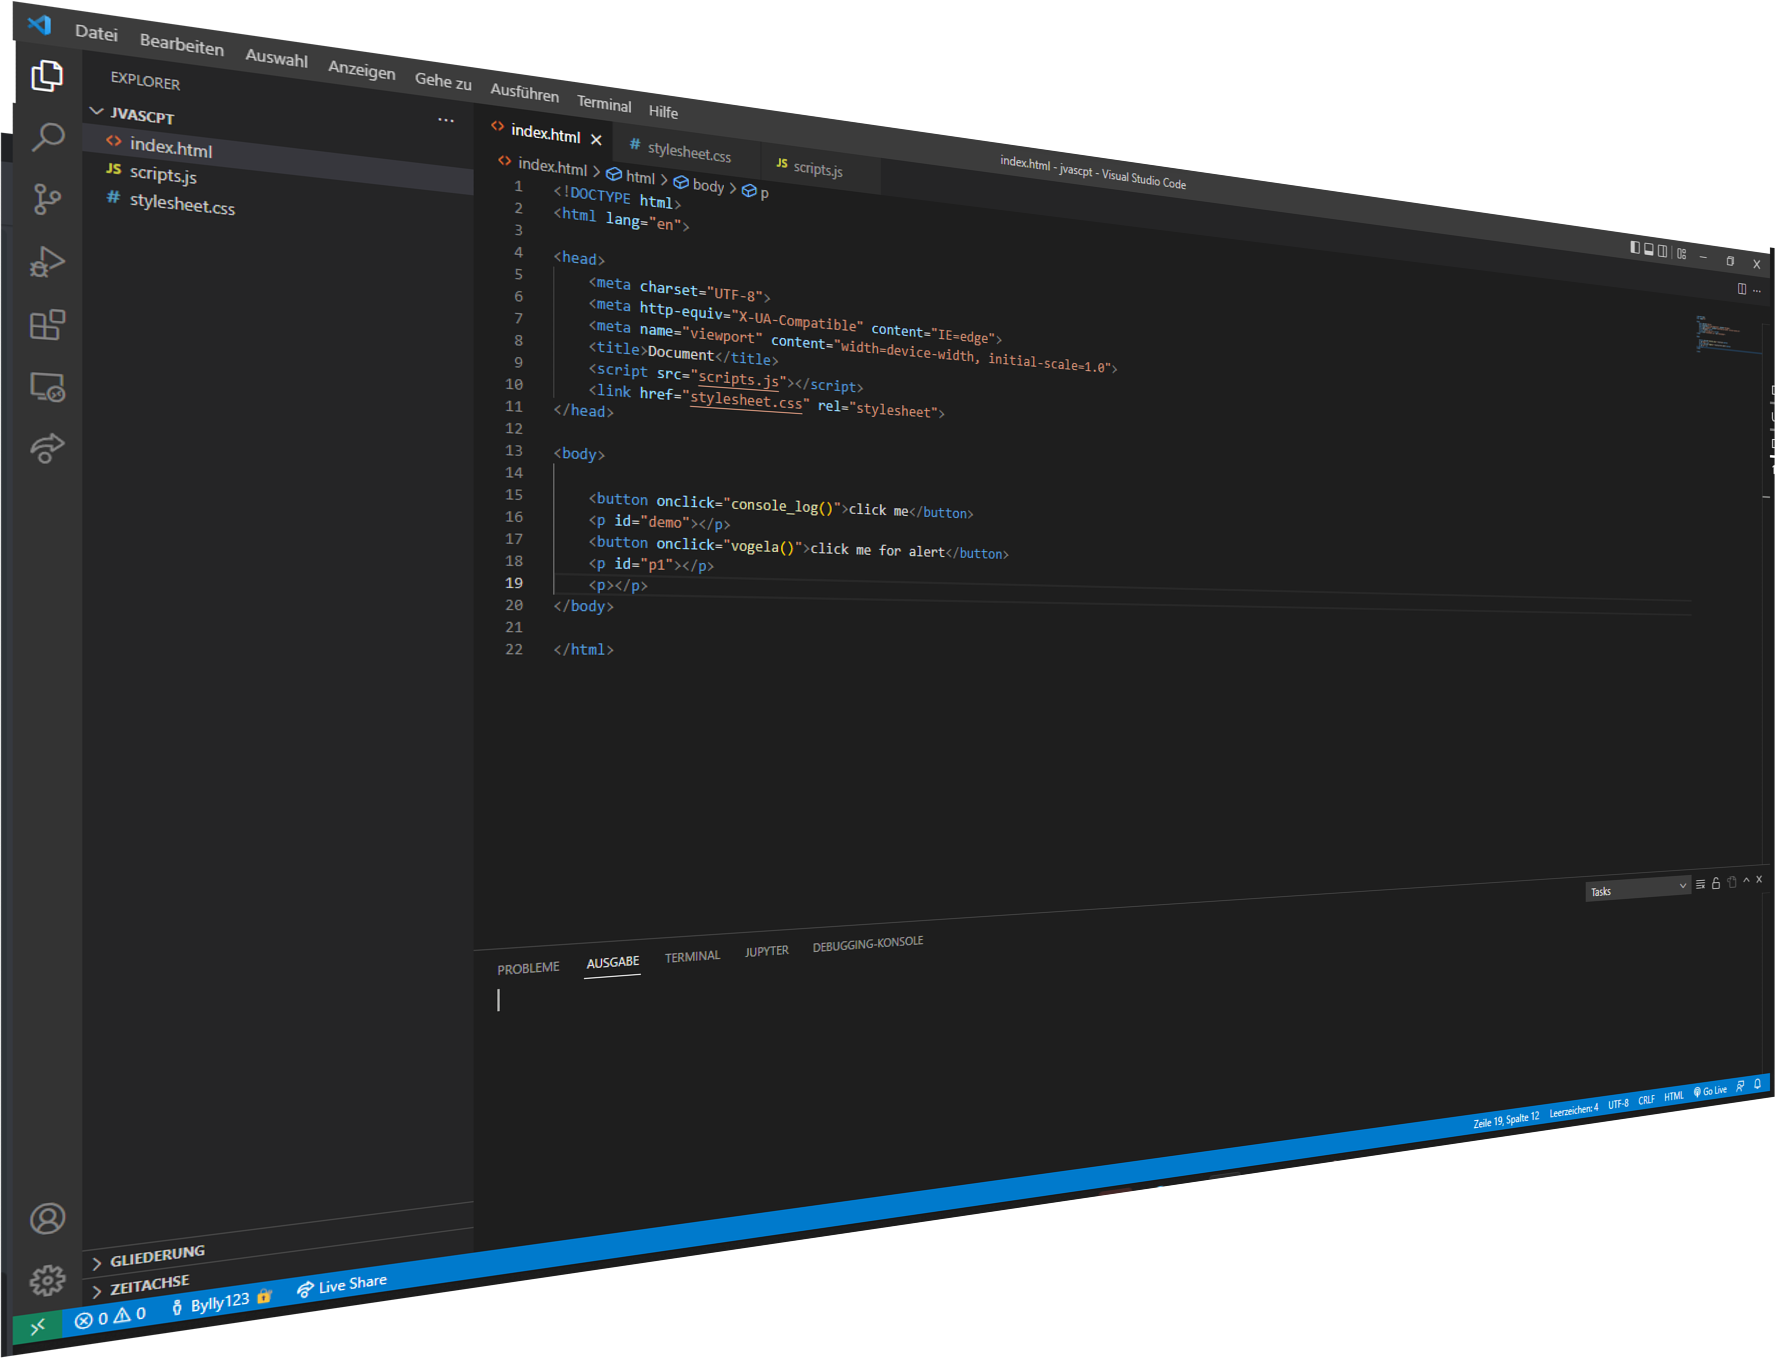 Datei Bearbeiten Auswahl Anzeigen Gehe zu Ausführen Terminal Hilfe
index.html - jvascpt - Visual Studio Code
EXPLORER
JVASCPT ...
index.html
JS scripts.js
# stylesheet.css
GLIEDERUNG
ZEITACHSE
index.html # stylesheet.css JS scripts.js
index.html > html > body > p
1 <!DOCTYPE html>
2 <html lang="en">
3
4 <head>
5 <meta charset="UTF-8">
6 <meta http-equiv="X-UA-Compatible" content="IE=edge">
7 <meta name="viewport" content="width=device-width, initial-scale=1.0">
8 <title>Document</title>
9 <script src="scripts.js"></script>
10 <link href="stylesheet.css" rel="stylesheet">
11 </head>
12
13 <body>
14
15 <button onclick="console_log()">click me</button>
16 <p id="demo"></p>
17 <button onclick="vogela()">click me for alert</button>
18 <p id="p1"></p>
19 <p></p>
20 </body>
21
22 </html>
PROBLEME AUSGABE TERMINAL JUPYTER DEBUGGING-KONSOLE
Tasks
0 0 Bylly123 Live Share
Zeile 19, Spalte 12 Leerzeichen: 4 UTF-8 CRLF HTML Go Live